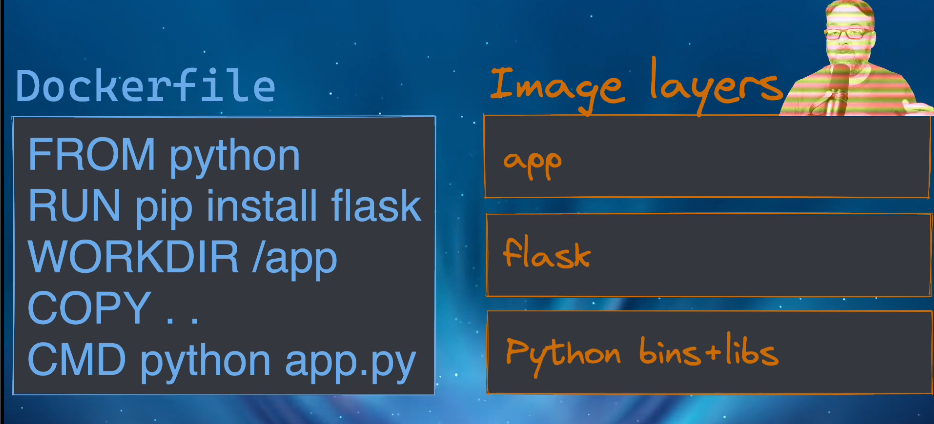 Dockerfile
FROM python
RUN pip install flask
WORKDIR /app
COPY . .
CMD python app.py
Image layers
app
flask
Python bins+libs